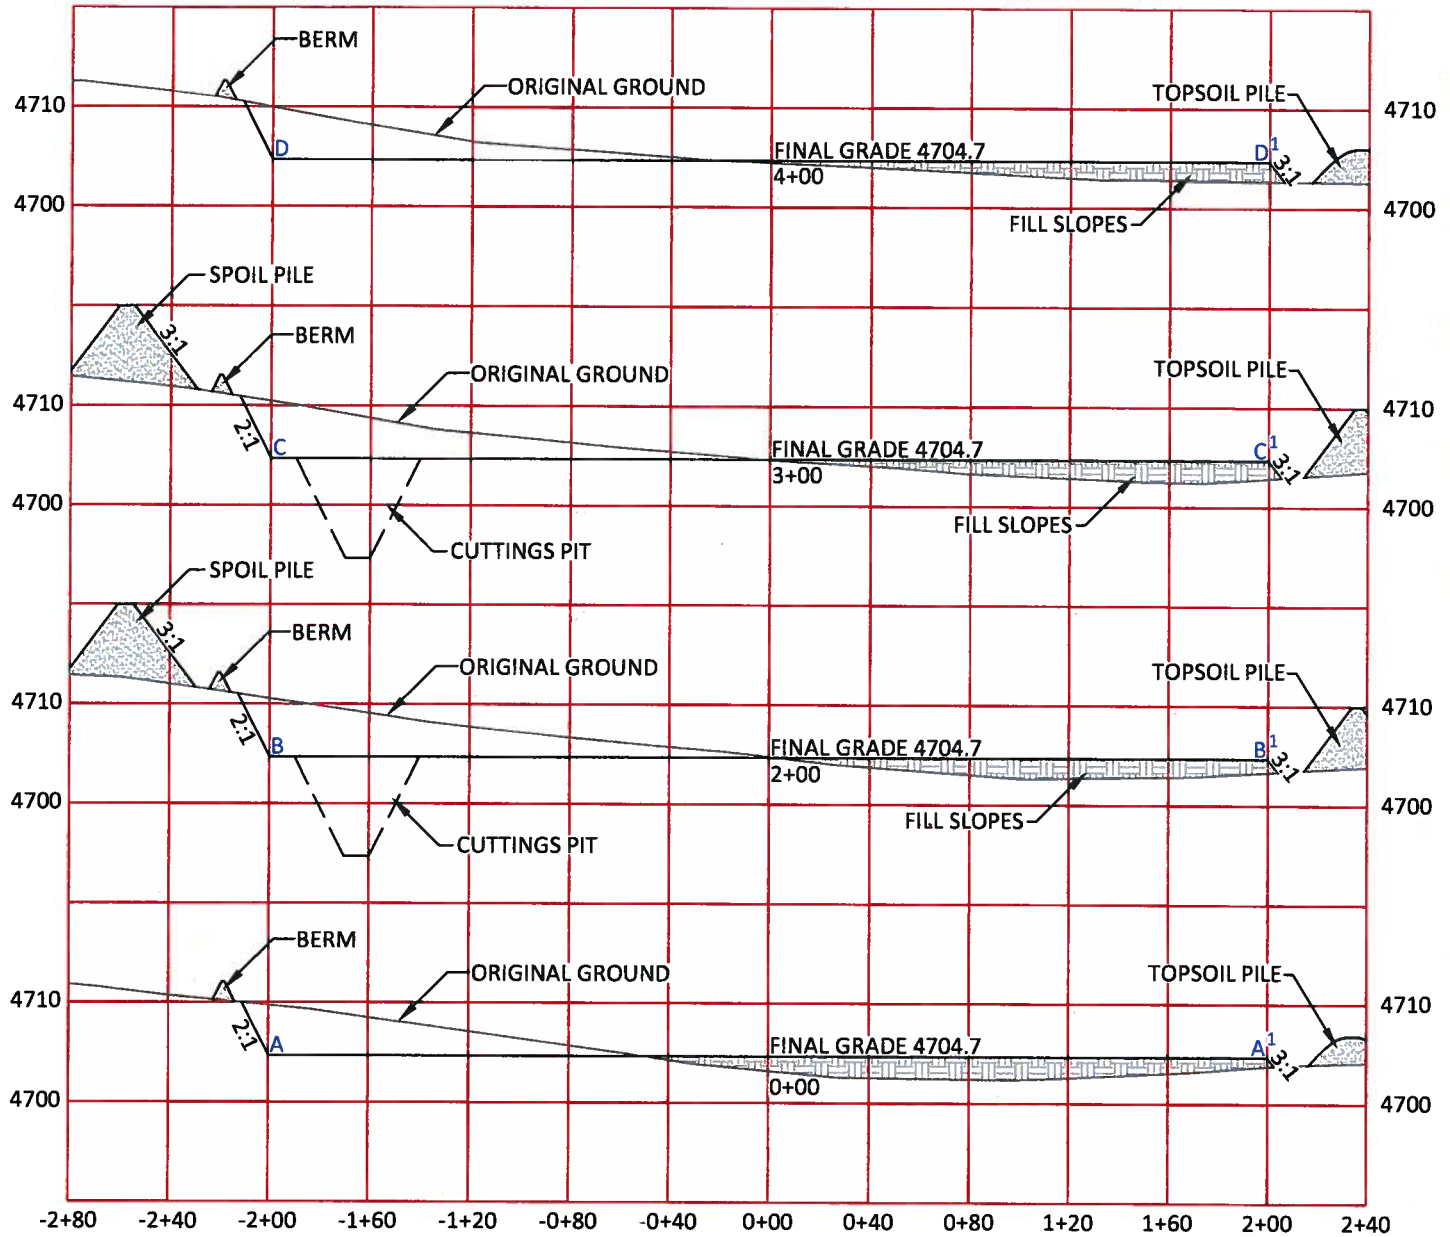 BERM
ORIGINAL GROUND
TOPSOIL PILE
4710
4710
D
FINAL GRADE 4704.7
D1
3:1
4+00
4700
4700
FILL SLOPES
SPOIL PILE
3:1
BERM
ORIGINAL GROUND
TOPSOIL PILE
4710
4710
2:1
C
FINAL GRADE 4704.7
C1
3:1
3+00
4700
4700
FILL SLOPES
CUTTINGS PIT
SPOIL PILE
3:1
BERM
ORIGINAL GROUND
TOPSOIL PILE
4710
4710
2:1
B
FINAL GRADE 4704.7
B1
3:1
2+00
4700
4700
FILL SLOPES
CUTTINGS PIT
BERM
ORIGINAL GROUND
TOPSOIL PILE
4710
4710
2:1
A
FINAL GRADE 4704.7
A1
3:1
0+00
4700
4700
-2+80 -2+40 -2+00 -1+60 -1+20 -0+80 -0+40 0+00 0+40 0+80 1+20 1+60 2+00 2+40